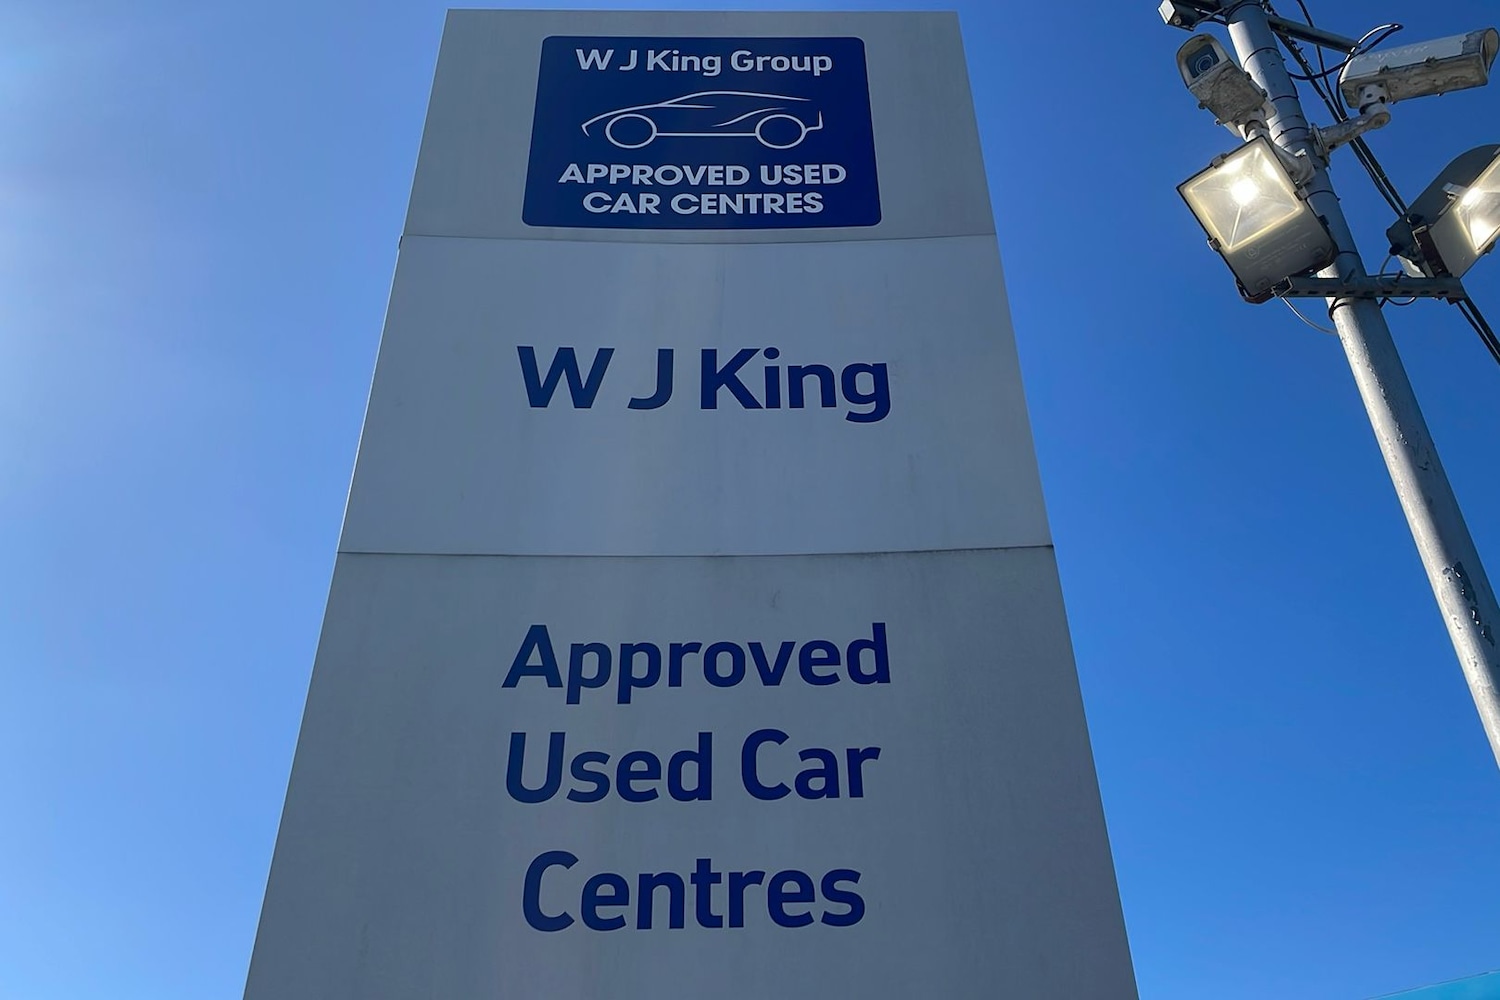 W J King Group
APPROVED USED
CAR CENTRES
W J King
Approved
Used Car
Centres